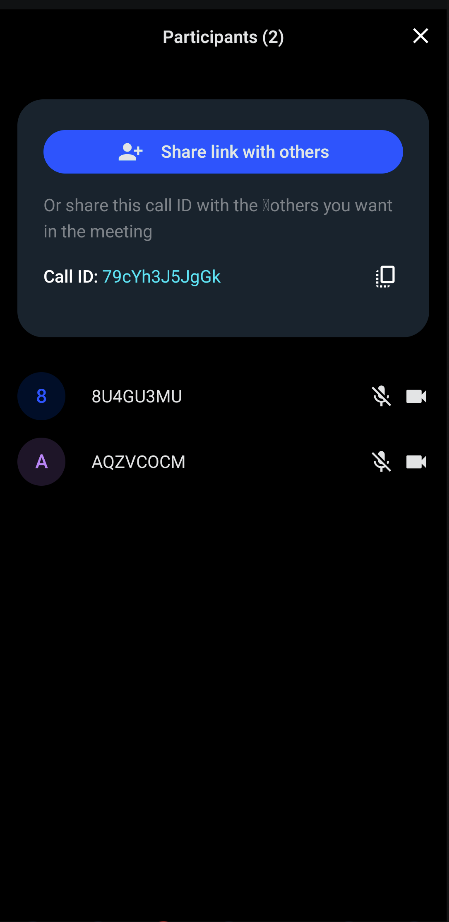 Participants (2)
Share link with others
Or share this call ID with the others you want
in the meeting
Call ID: 79cYh3J5JgGk
8 8U4GU3MU
A AQZVCOCM